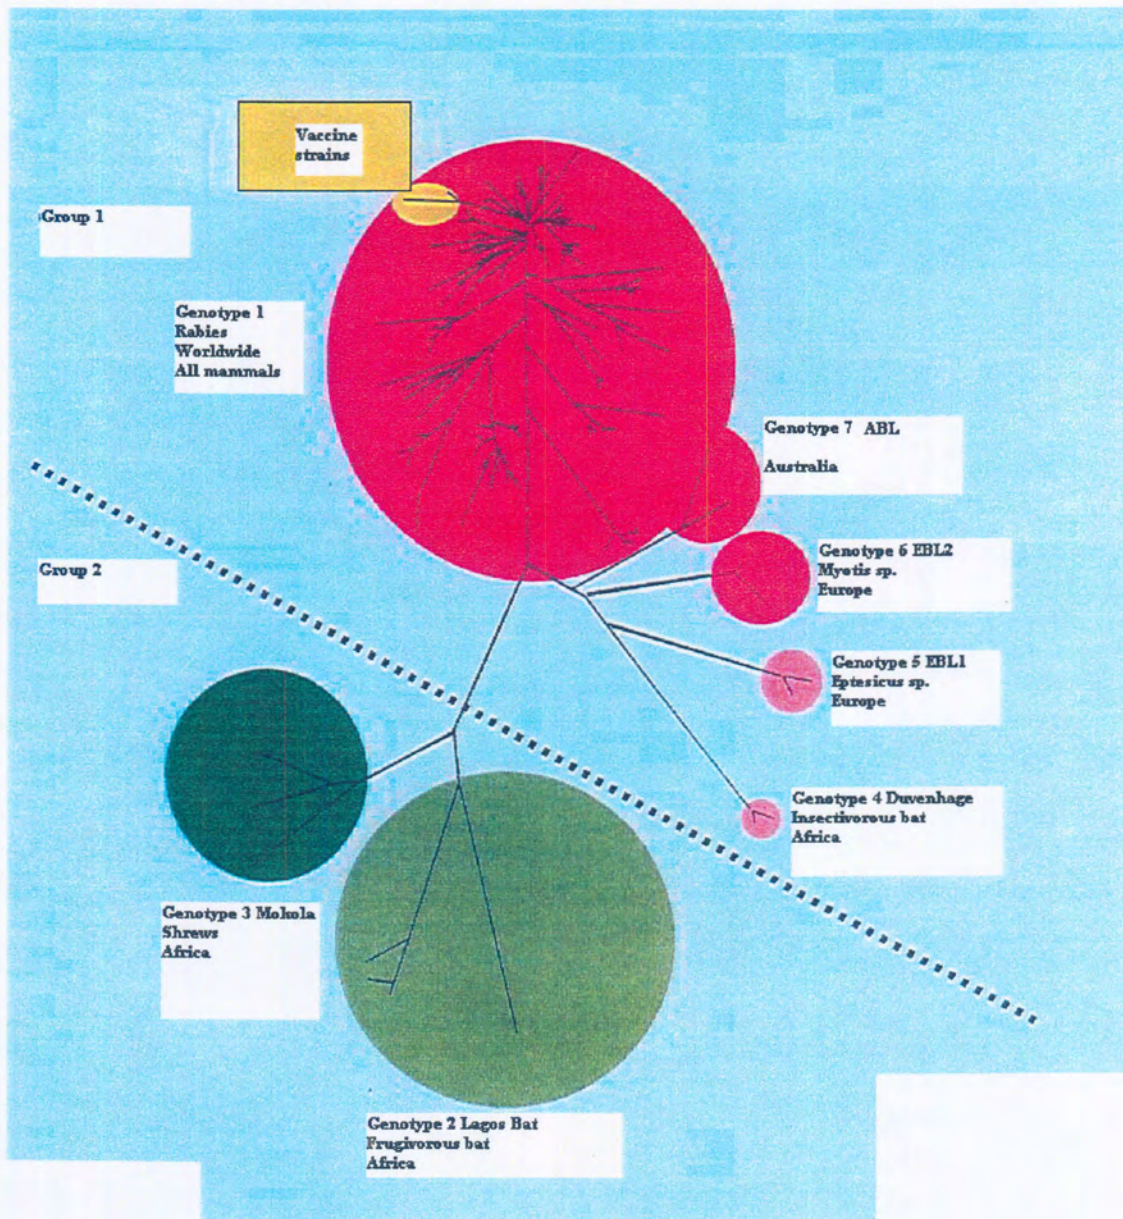 Vaccine
strains
Group 1
Genotype 1
Rabies
Worldwide
All mammals
Genotype 7 ABL
Australia
Group 2
Genotype 6 EBL2
Myotis sp.
Europe
Genotype 5 EBL1
Eptesicus sp.
Europe
Genotype 4 Duvenhage
Insectivorous bat
Africa
Genotype 3 Mokola
Shrews
Africa
Genotype 2 Lagos Bat
Frugivorous bat
Africa